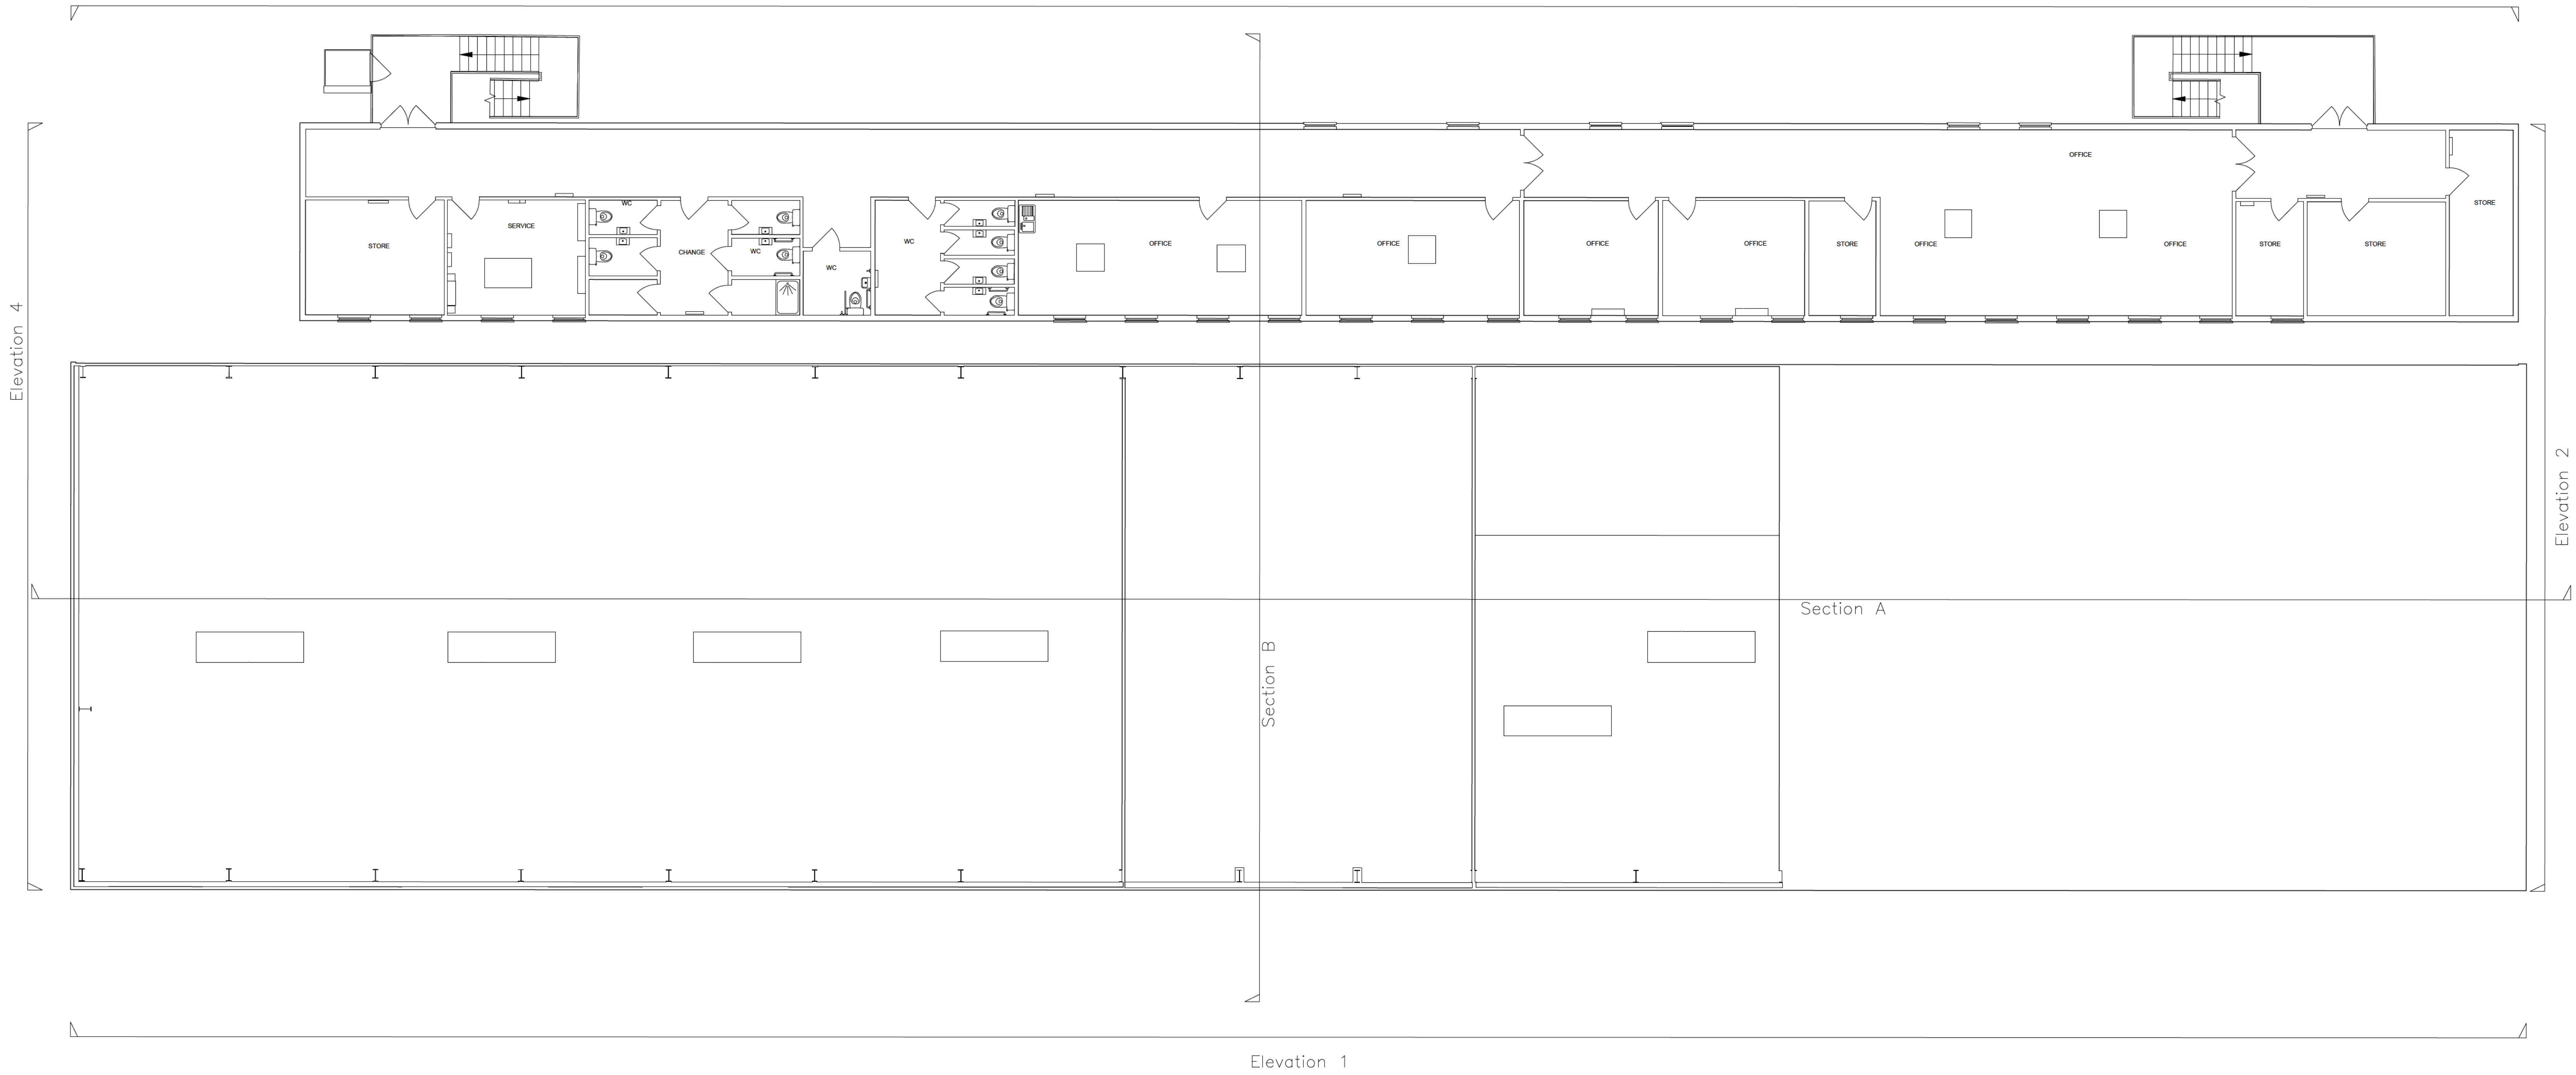 OFFICE
WC
STORE
SERVICE
CHANGE
WC
WC
WC
OFFICE
OFFICE
OFFICE
OFFICE
STORE
OFFICE
OFFICE
STORE
STORE
STORE
Elevation 4
Elevation 2
Section A
Section B
Elevation 1